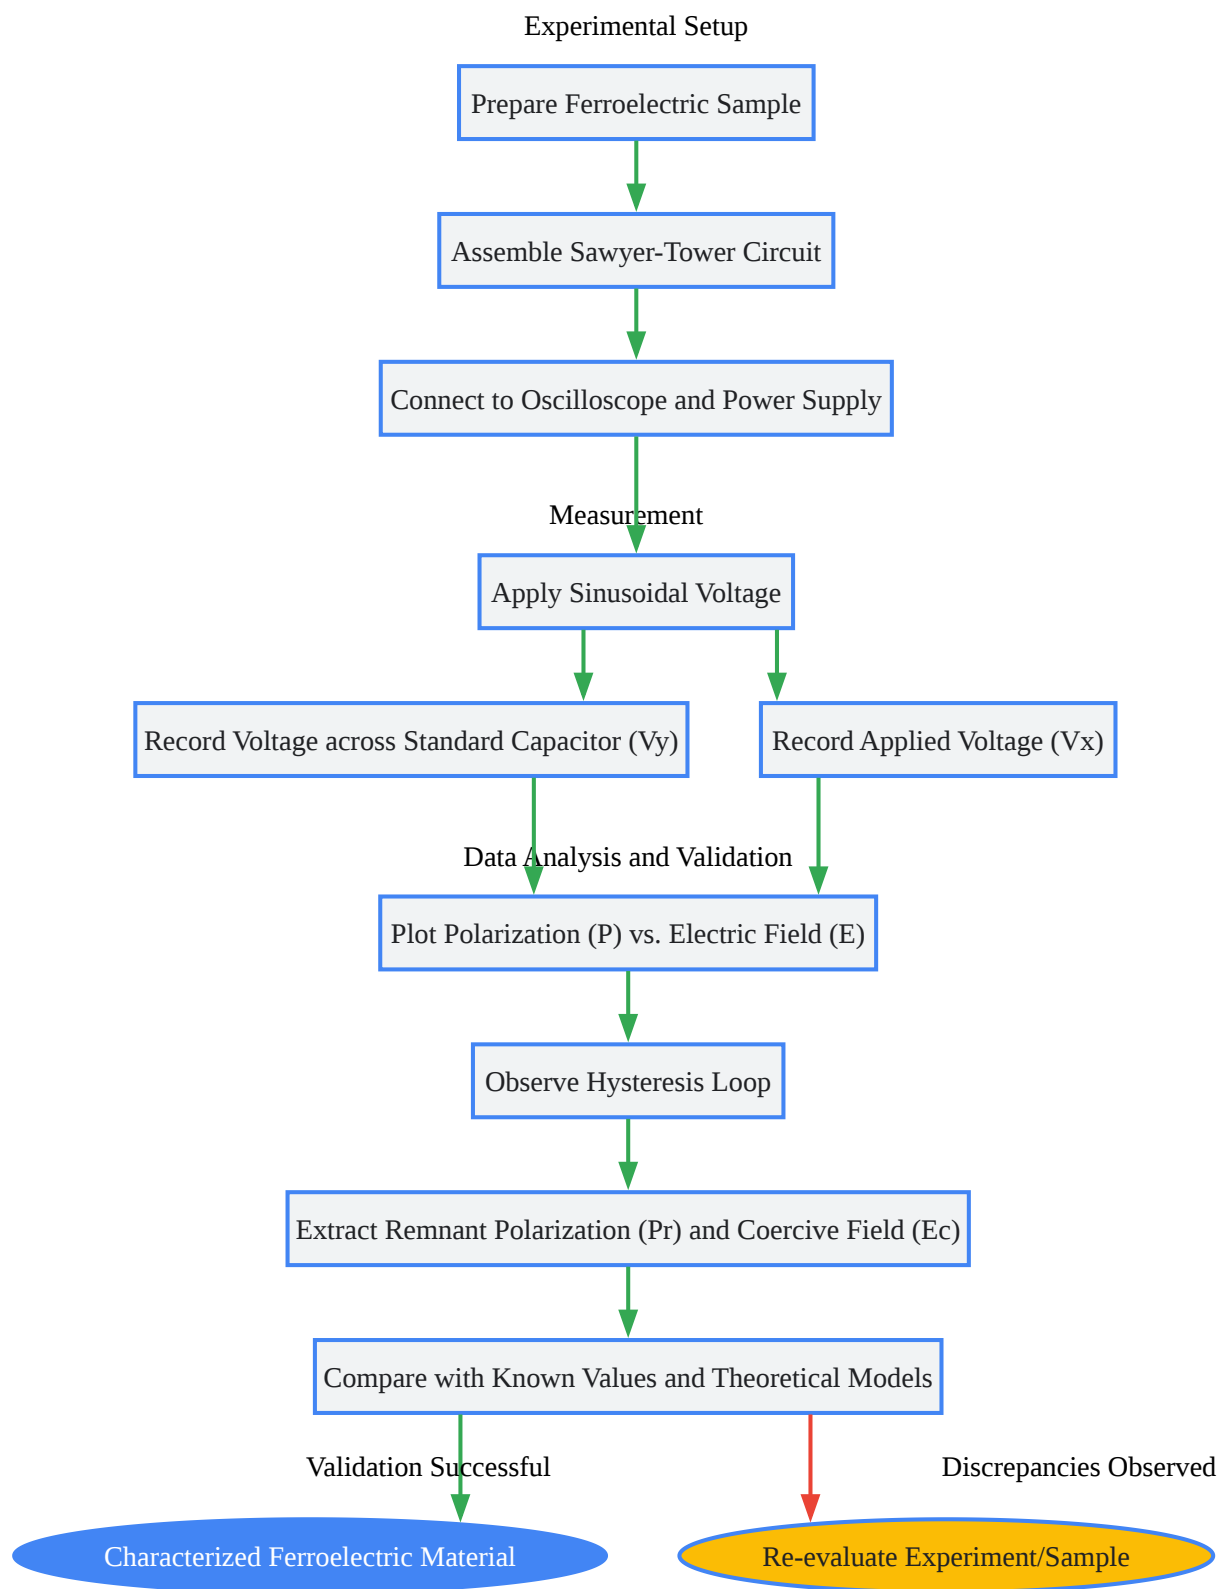 Experimental Setup
Prepare Ferroelectric Sample
Assemble Sawyer-Tower Circuit
Connect to Oscilloscope and Power Supply
Measurement
Apply Sinusoidal Voltage
Record Voltage across Standard Capacitor (Vy)
Record Applied Voltage (Vx)
Data Analysis and Validation
Plot Polarization (P) vs. Electric Field (E)
Observe Hysteresis Loop
Extract Remnant Polarization (Pr) and Coercive Field (Ec)
Compare with Known Values and Theoretical Models
Validation Successful
Discrepancies Observed
Characterized Ferroelectric Material
Re-evaluate Experiment/Sample